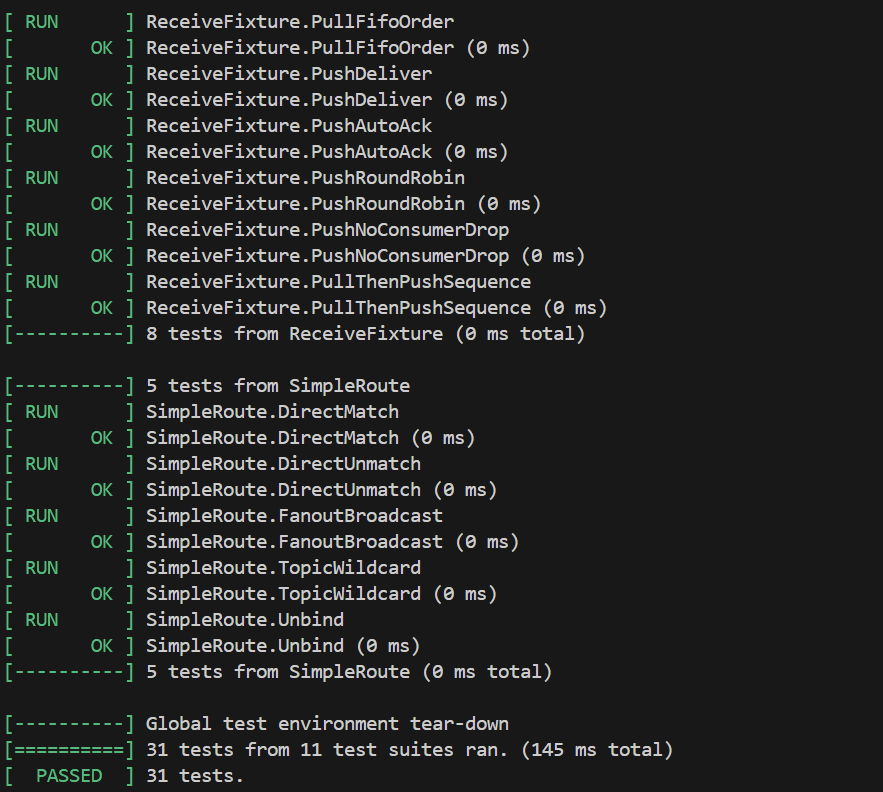 [ RUN      ] ReceiveFixture.PullFifoOrder
[       OK ] ReceiveFixture.PullFifoOrder (0 ms)
[ RUN      ] ReceiveFixture.PushDeliver
[       OK ] ReceiveFixture.PushDeliver (0 ms)
[ RUN      ] ReceiveFixture.PushAutoAck
[       OK ] ReceiveFixture.PushAutoAck (0 ms)
[ RUN      ] ReceiveFixture.PushRoundRobin
[       OK ] ReceiveFixture.PushRoundRobin (0 ms)
[ RUN      ] ReceiveFixture.PushNoConsumerDrop
[       OK ] ReceiveFixture.PushNoConsumerDrop (0 ms)
[ RUN      ] ReceiveFixture.PullThenPushSequence
[       OK ] ReceiveFixture.PullThenPushSequence (0 ms)
[----------] 8 tests from ReceiveFixture (0 ms total)

[----------] 5 tests from SimpleRoute
[ RUN      ] SimpleRoute.DirectMatch
[       OK ] SimpleRoute.DirectMatch (0 ms)
[ RUN      ] SimpleRoute.DirectUnmatch
[       OK ] SimpleRoute.DirectUnmatch (0 ms)
[ RUN      ] SimpleRoute.FanoutBroadcast
[       OK ] SimpleRoute.FanoutBroadcast (0 ms)
[ RUN      ] SimpleRoute.TopicWildcard
[       OK ] SimpleRoute.TopicWildcard (0 ms)
[ RUN      ] SimpleRoute.Unbind
[       OK ] SimpleRoute.Unbind (0 ms)
[----------] 5 tests from SimpleRoute (0 ms total)

[----------] Global test environment tear-down
[==========] 31 tests from 11 test suites ran. (145 ms total)
[  PASSED  ] 31 tests.